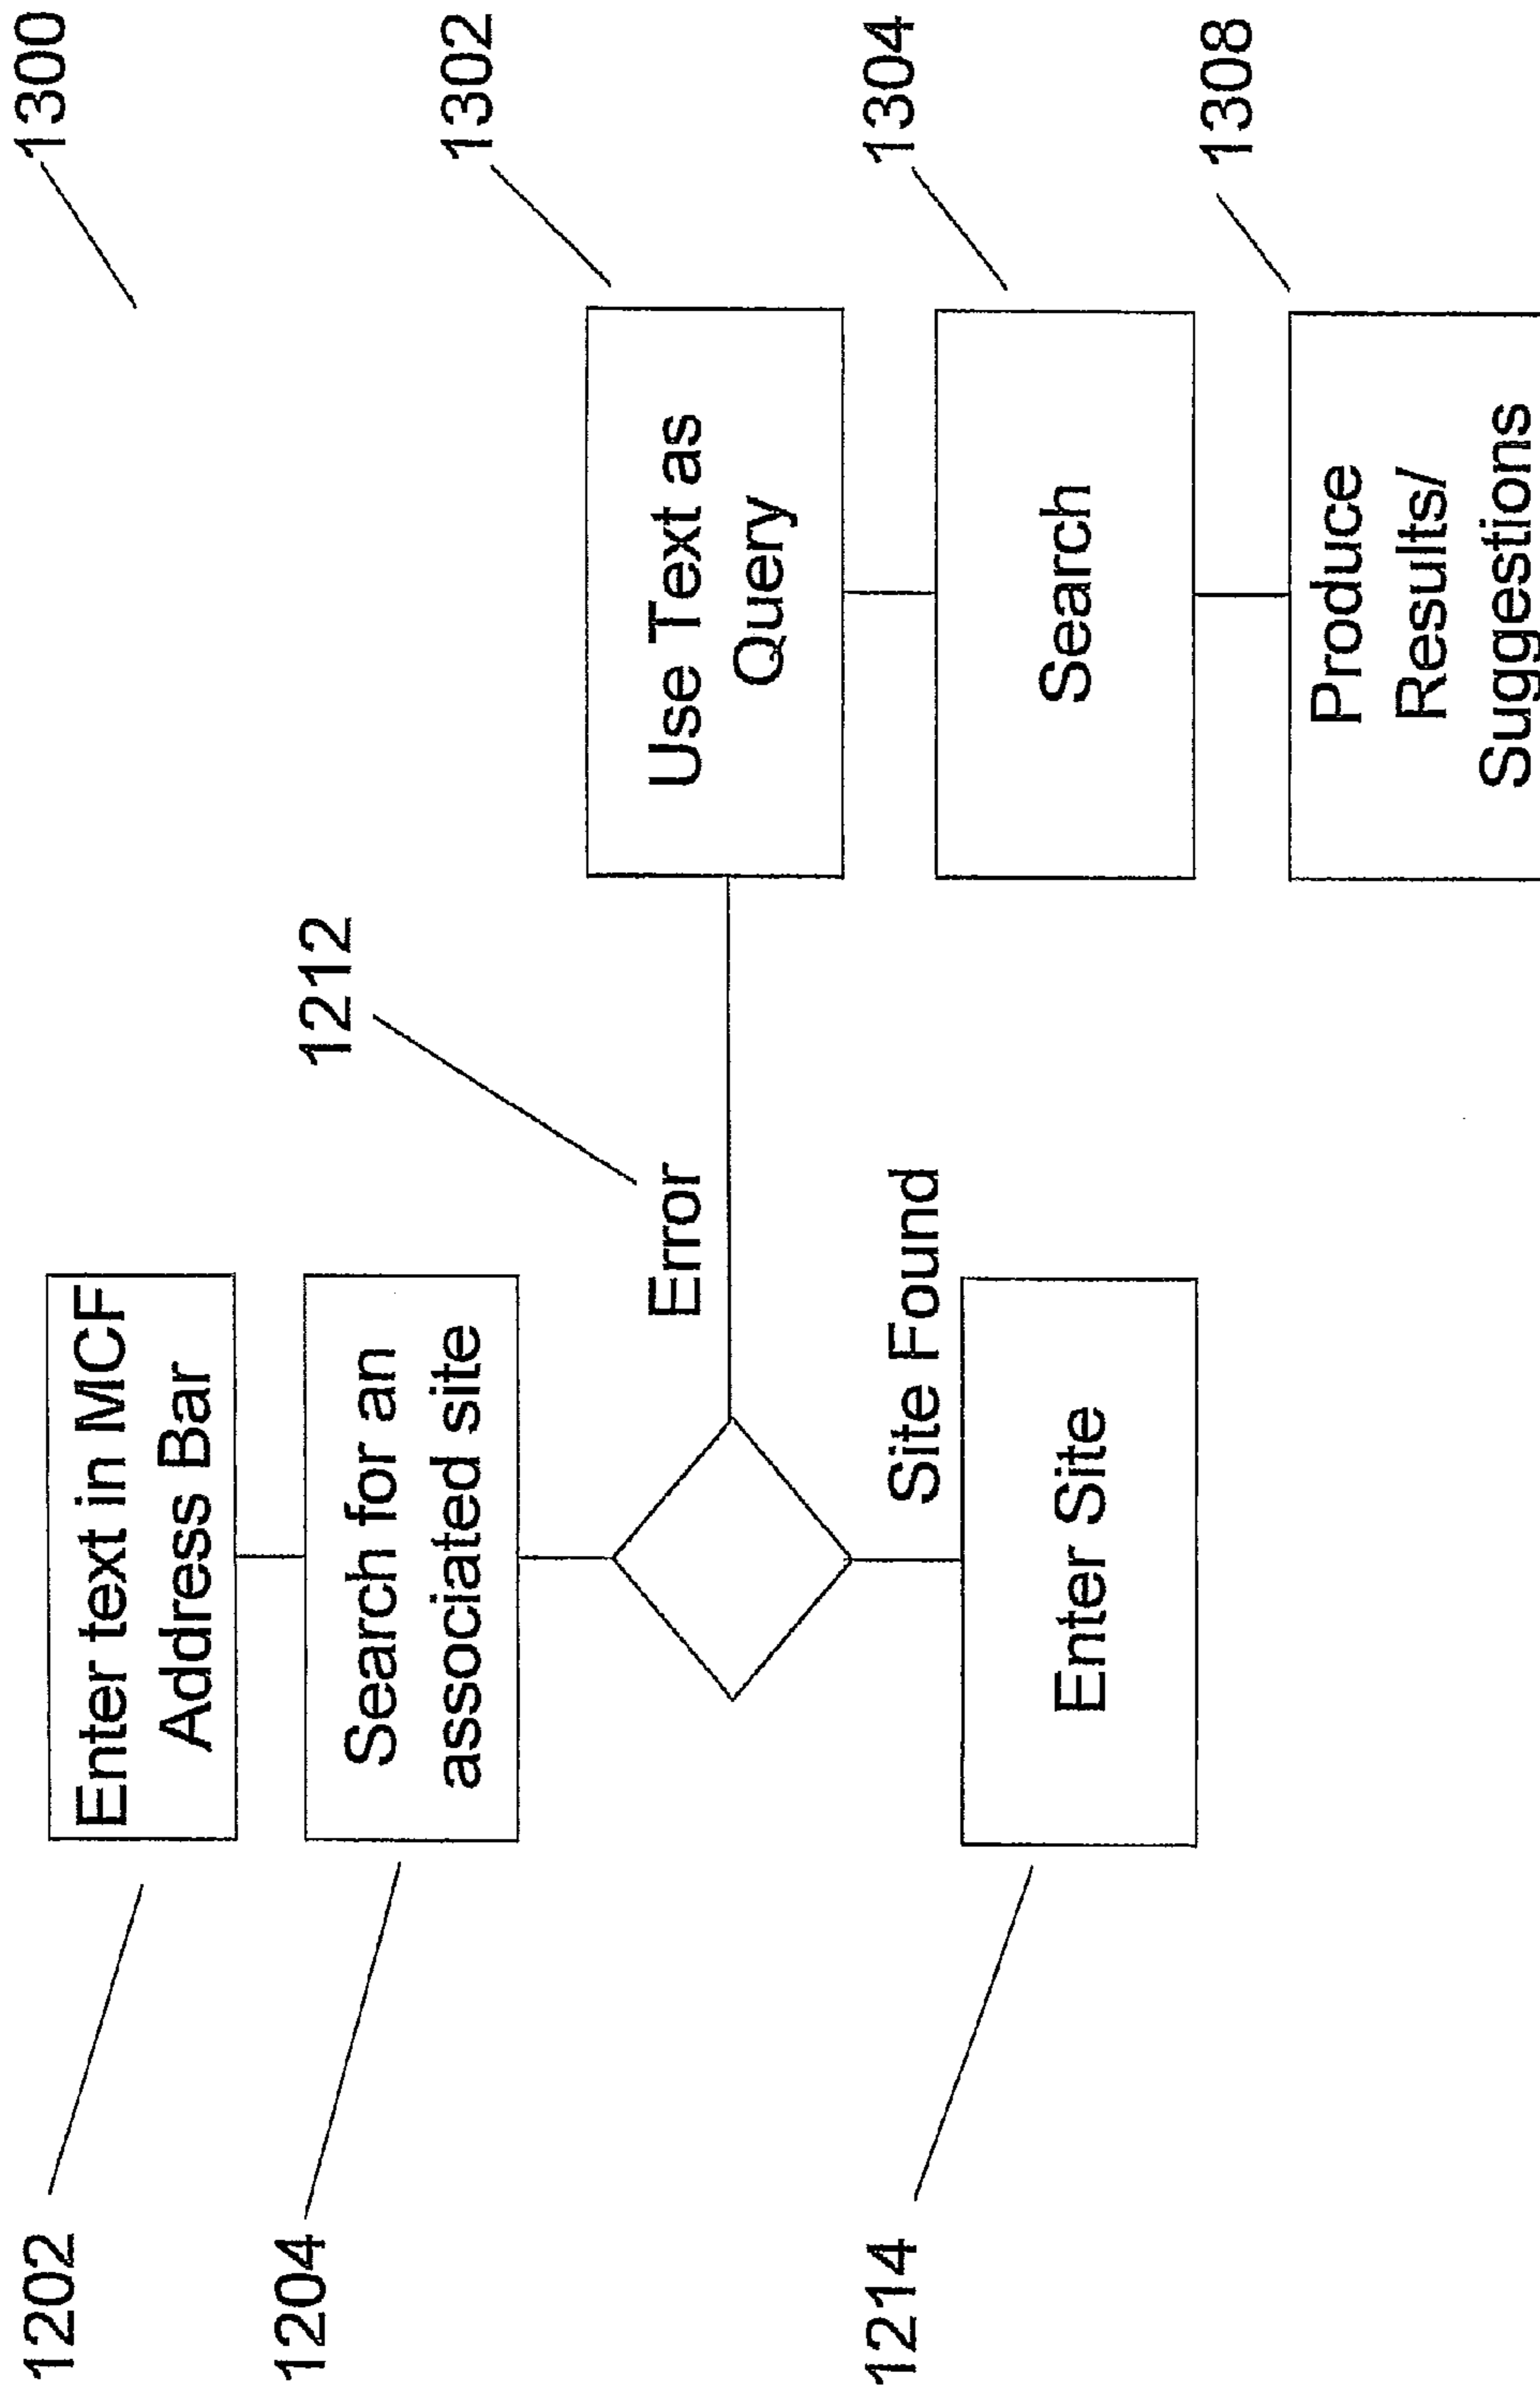 1300
1202
Enter text in MCF
Address Bar
1204
Search for an
associated site
1212
Error
1302
Use Text as
Query
Site Found
1214
Enter Site
1304
Search
1308
Produce
Results/
Suggestions